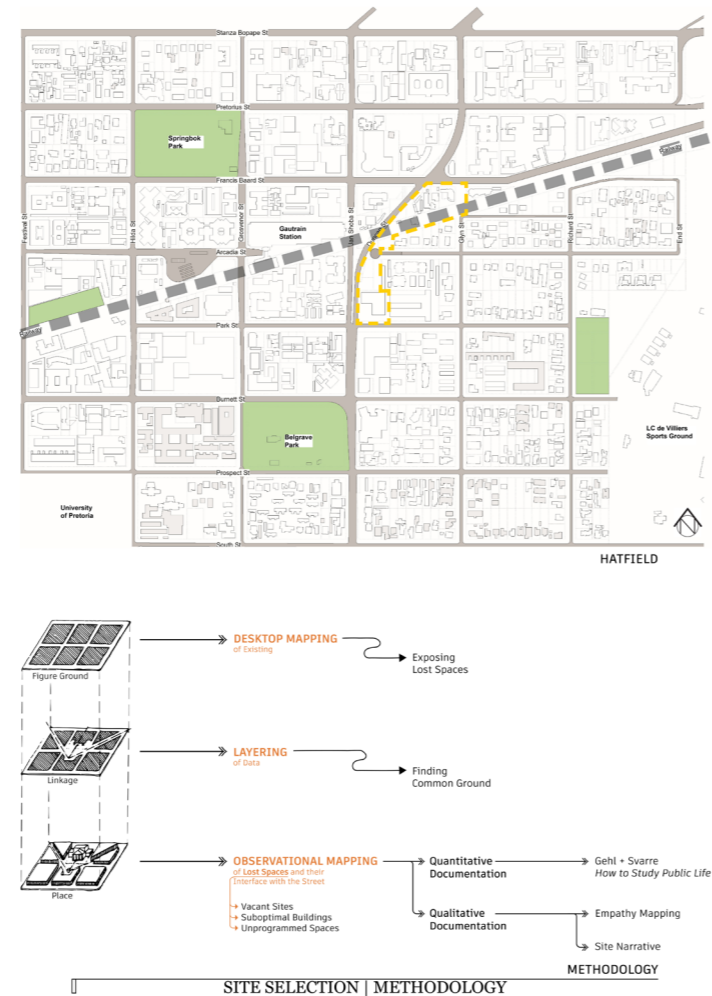 Stanza Bopape St
Pretorius St
Springbok
Park
Railway
Francis Baard St
Festival St
Hilda St
Grosvenor St
Gautrain
Station
Jan Shoba St
Glyn St
Richard St
End St
Arcadia St
Railway
Park St
Burnett St
Belgrave
Park
LC de Villiers
Sports Ground
Prospect St
University
of Pretoria
N
South St
HATFIELD
Figure Ground
DESKTOP MAPPING
of Existing
Exposing
Lost Spaces
Linkage
LAYERING
of Data
Finding
Common Ground
Place
OBSERVATIONAL MAPPING
of Lost Spaces and their
Interface with the Street
Vacant Sites
Suboptimal Buildings
Unprogrammed Spaces
Quantitative
Documentation
Gehl + Svarre
How to Study Public Life
Qualitative
Documentation
Empathy Mapping
Site Narrative
METHODOLOGY
SITE SELECTION | METHODOLOGY